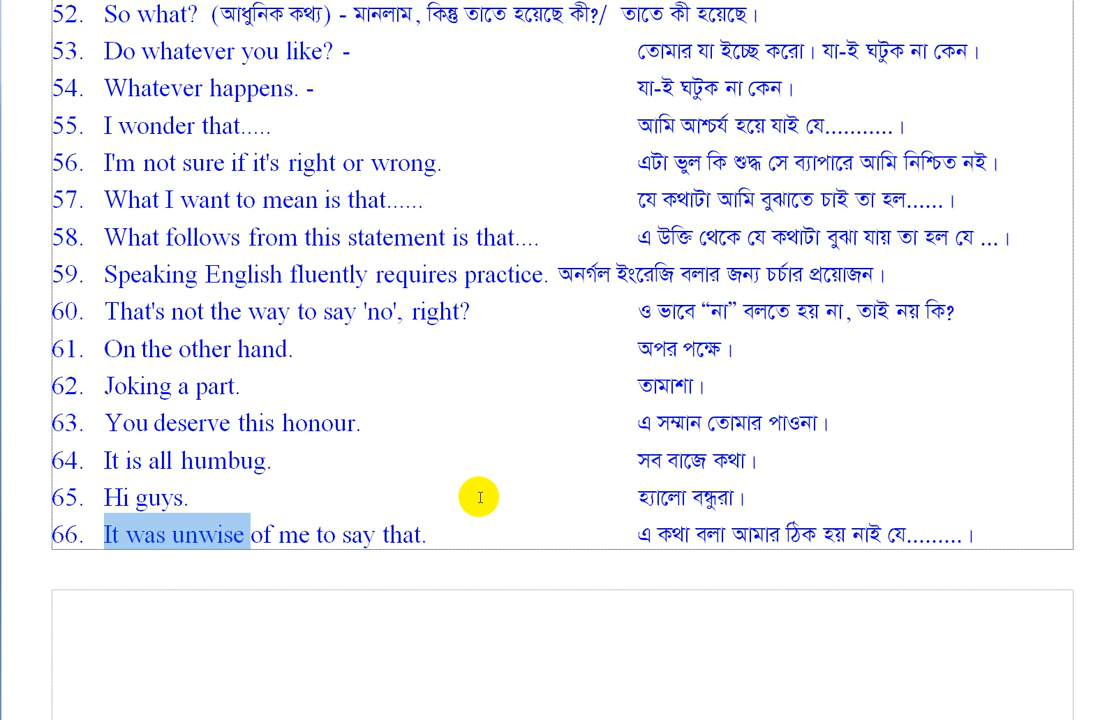 52. So what? (আধুনিক কথ্য) - মানলাম, কিন্তু তাতে হয়েছে কী?/ তাতে কী হয়েছে।
53. Do whatever you like? - তোমার যা ইচ্ছে করো। যা-ই ঘটুক না কেন।
54. Whatever happens. - যা-ই ঘটুক না কেন।
55. I wonder that..... আমি আশ্চর্য হয়ে যাই যে...........।
56. I'm not sure if it's right or wrong. এটা ভুল কি শুদ্ধ সে ব্যাপারে আমি নিশ্চিত নই।
57. What I want to mean is that...... যে কথাটা আমি বুঝাতে চাই তা হল......।
58. What follows from this statement is that.... এ উক্তি থেকে যে কথাটা বুঝা যায় তা হল যে ...।
59. Speaking English fluently requires practice. অনর্গল ইংরেজি বলার জন্য চর্চার প্রয়োজন।
60. That's not the way to say 'no', right? ও ভাবে “না” বলতে হয় না, তাই নয় কি?
61. On the other hand. অপর পক্ষে।
62. Joking a part. তামাশা।
63. You deserve this honour. এ সম্মান তোমার পাওনা।
64. It is all humbug. সব বাজে কথা।
65. Hi guys. হ্যালো বন্ধুরা।
66. It was unwise of me to say that. এ কথা বলা আমার ঠিক হয় নাই যে.........।